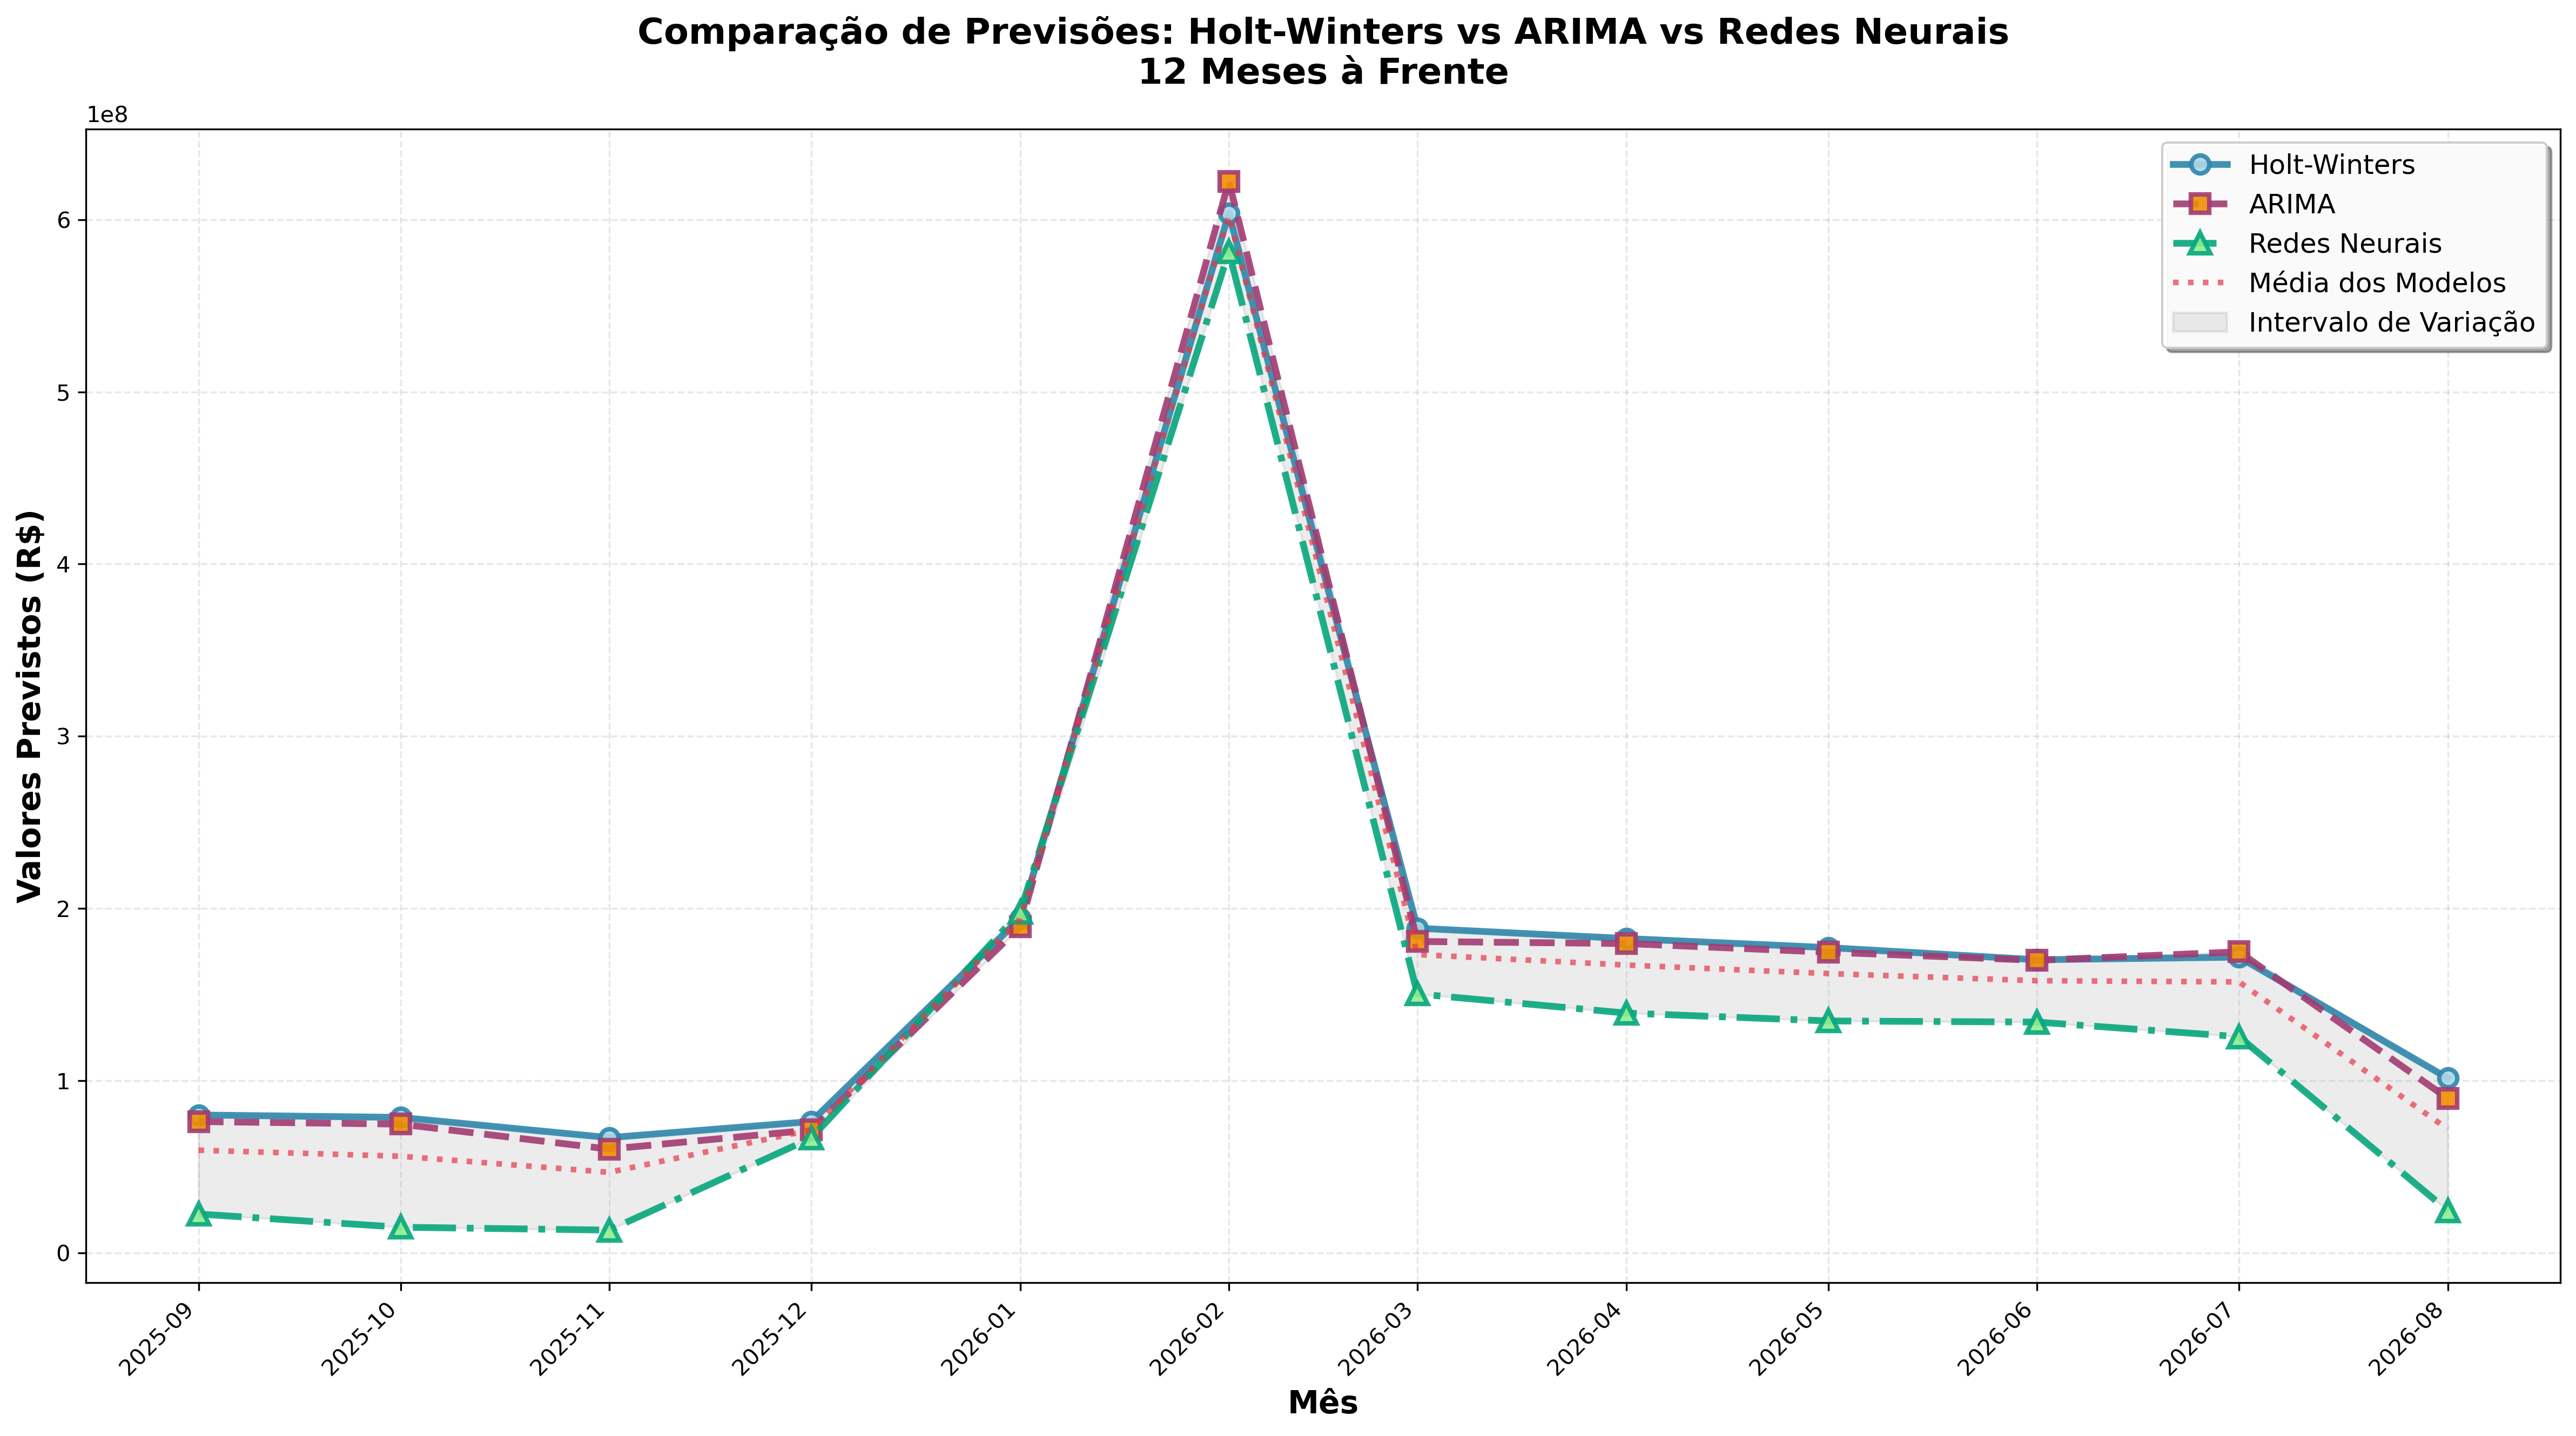 Comparação de Previsões: Holt-Winters vs ARIMA vs Redes Neurais
12 Meses à Frente
1e8
Holt-Winters
ARIMA
Redes Neurais
Média dos Modelos
Intervalo de Variação
Valores Previstos (R$)
6
5
4
3
2
1
0
2025-09
2025-10
2025-11
2025-12
2026-01
2026-02
2026-03
2026-04
2026-05
2026-06
2026-07
2026-08
Mês